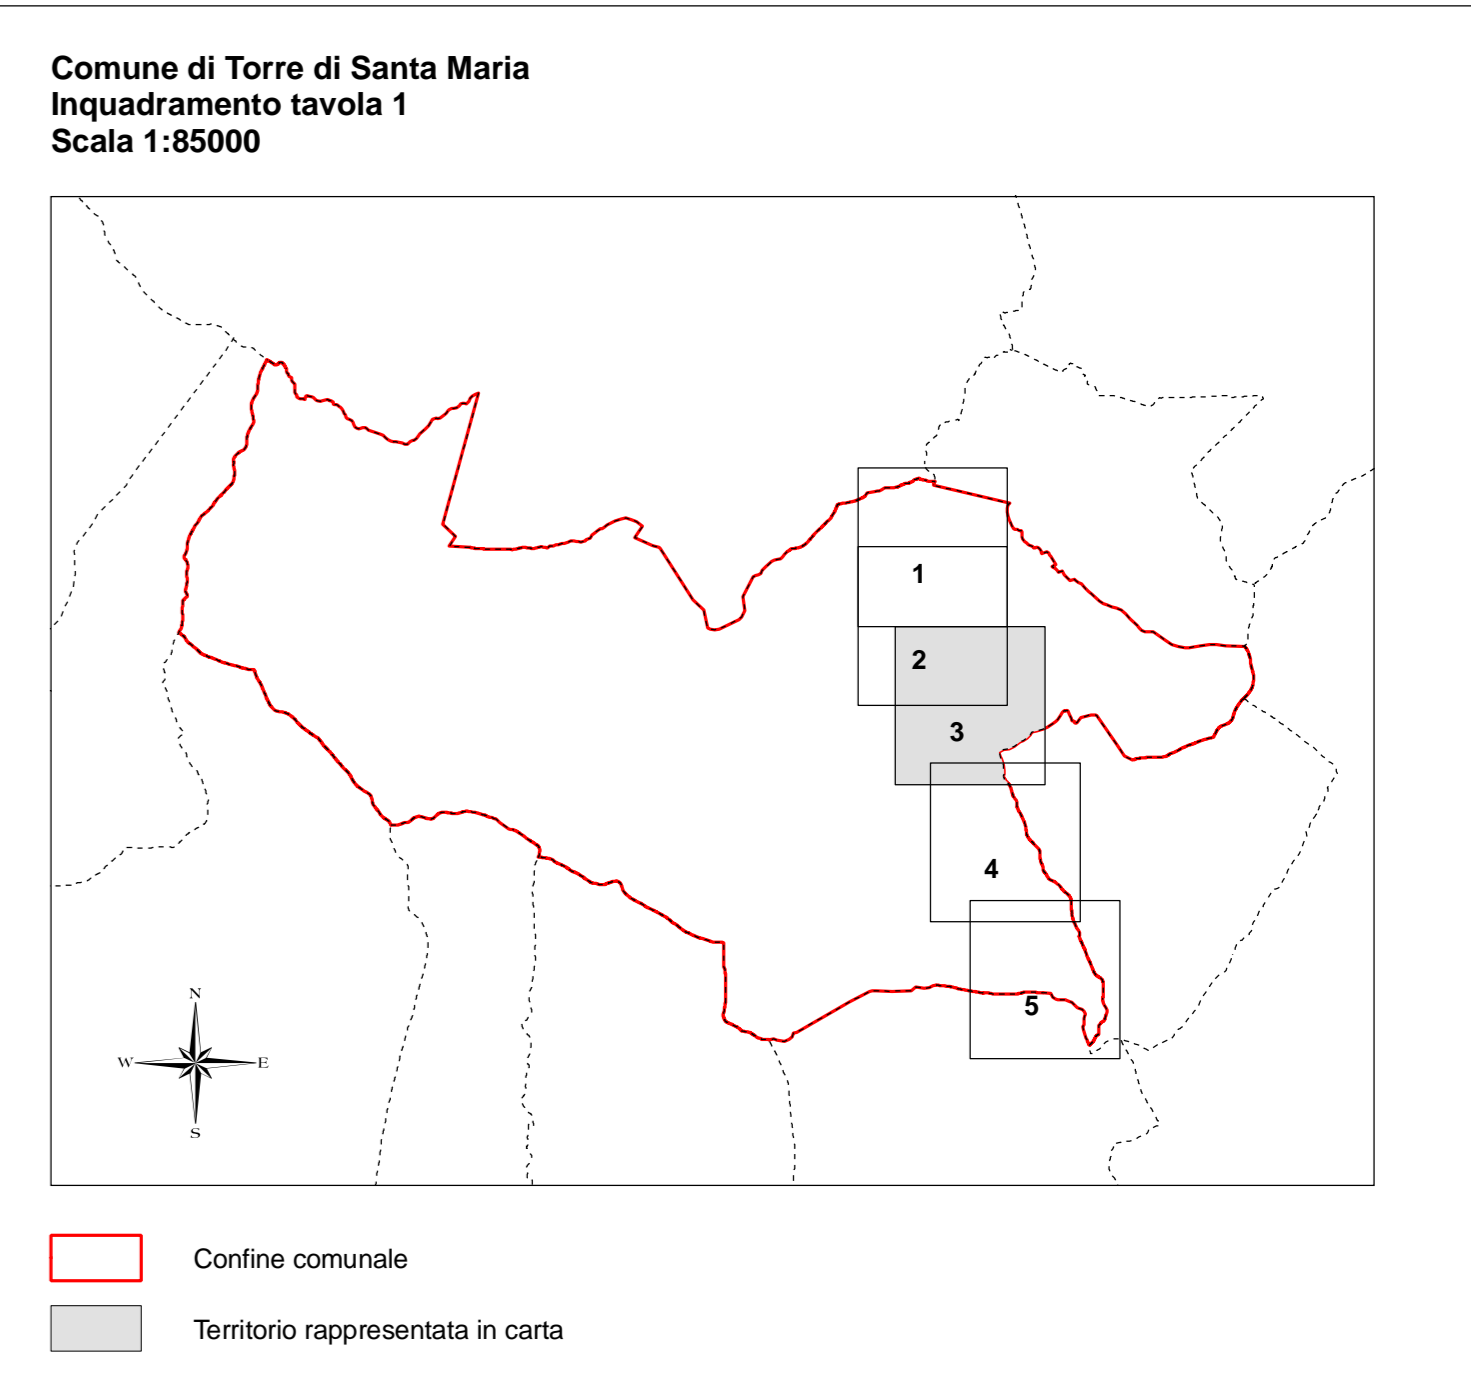 Comune di Torre di Santa Maria
Inquadramento tavola 1
Scala 1:85000
1
2
3
4
5
N
W E
S
Confine comunale
Territorio rappresentata in carta